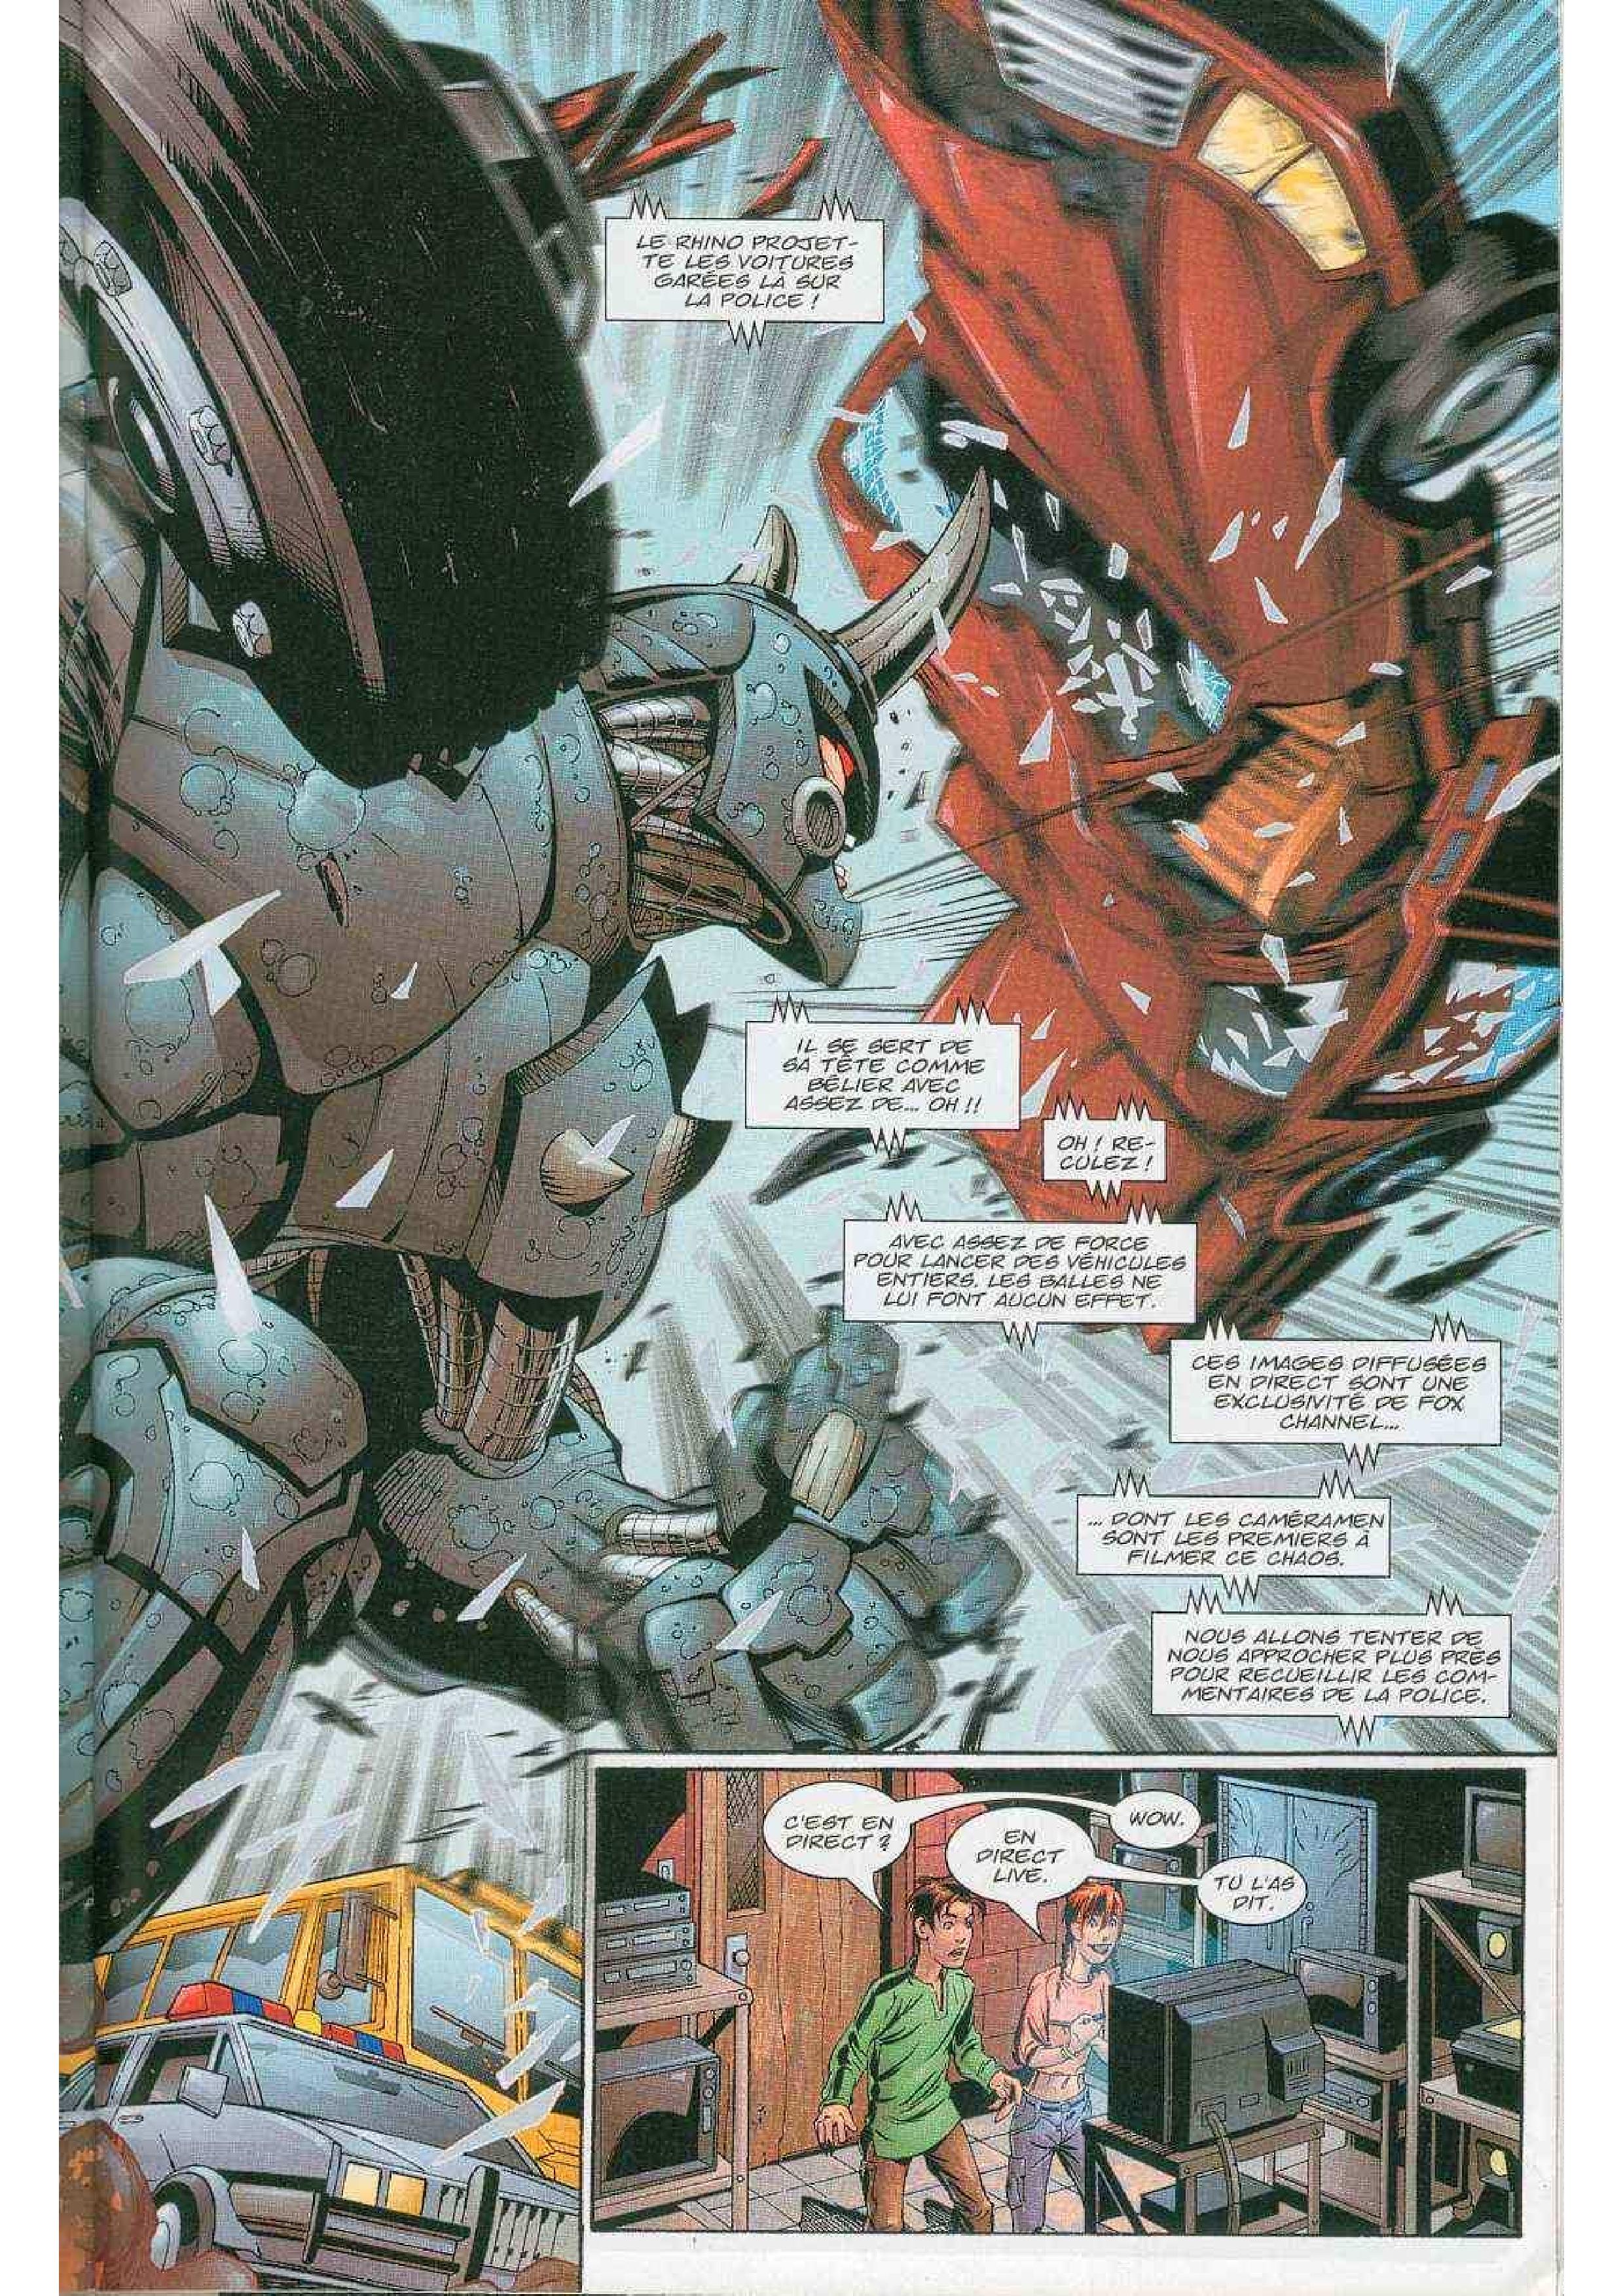 LE RHINO PROJET-
TE LES VOITURES
GARÉES LÀ SUR
LA POLICE !
IL SE SERT DE
SA TÊTE COMME
BÉLIER AVEC
ASSEZ DE... OH !!
OH ! RE-
CULEZ !
AVEC ASSEZ DE FORCE
POUR LANCER DES VÉHICULES
ENTIERS. LES BALLES NE
LUI FONT AUCUN EFFET.
CES IMAGES DIFFUSÉES
EN DIRECT SONT UNE
EXCLUSIVITÉ DE FOX
CHANNEL...
... DONT LES CAMÉRAMEN
SONT LES PREMIERS À
FILMER CE CHAOS.
NOUS ALLONS TENTER DE
NOUS APPROCHER PLUS PRÈS
POUR RECUEILLIR LES COM-
MENTAIRES DE LA POLICE.
C'EST EN
DIRECT ?
EN
DIRECT
LIVE.
WOW.
TU L'AS
DIT.